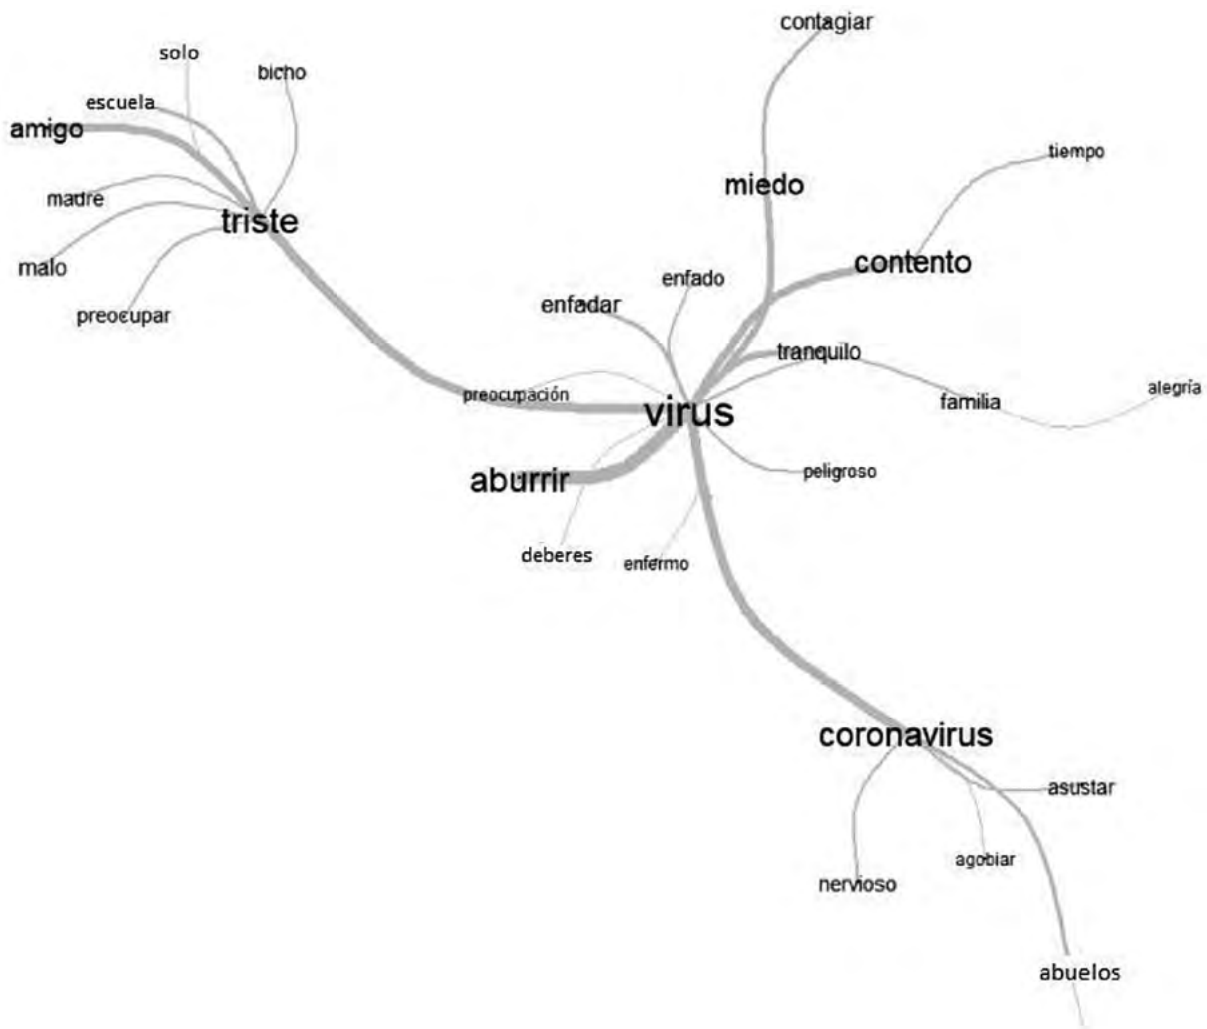 contagiar
solo
bicho
escuela
amigo
tiempo
miedo
madre
triste
contento
malo
enfado
enfadar
preocupar
tranquilo
preocupación
familia
alegría
virus
aburrir
peligroso
deberes
enfermo
coronavirus
asustar
agobiar
nervioso
abuelos